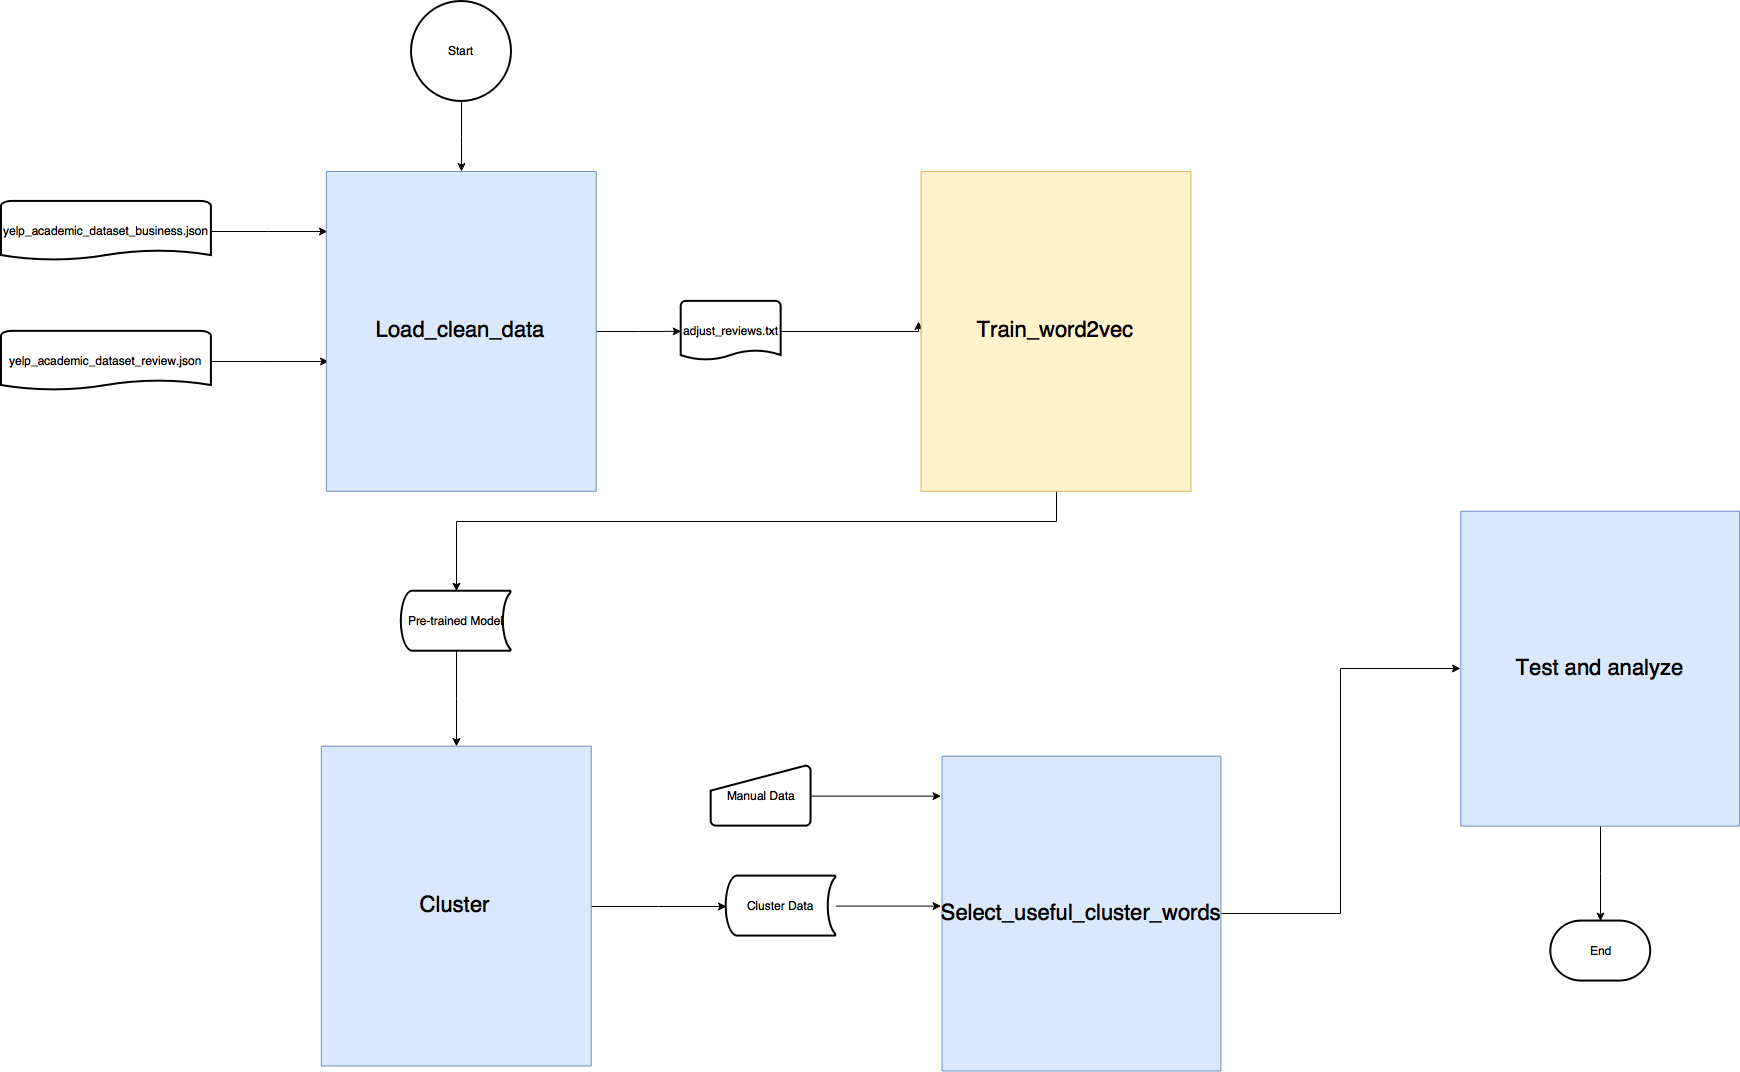 Start
yelp_academic_dataset_business.json
yelp_academic_dataset_review.json
Load_clean_data
adjust_reviews.txt
Train_word2vec
Pre-trained Model
Cluster
Manual Data
Cluster Data
Select_useful_cluster_words
Test and analyze
End